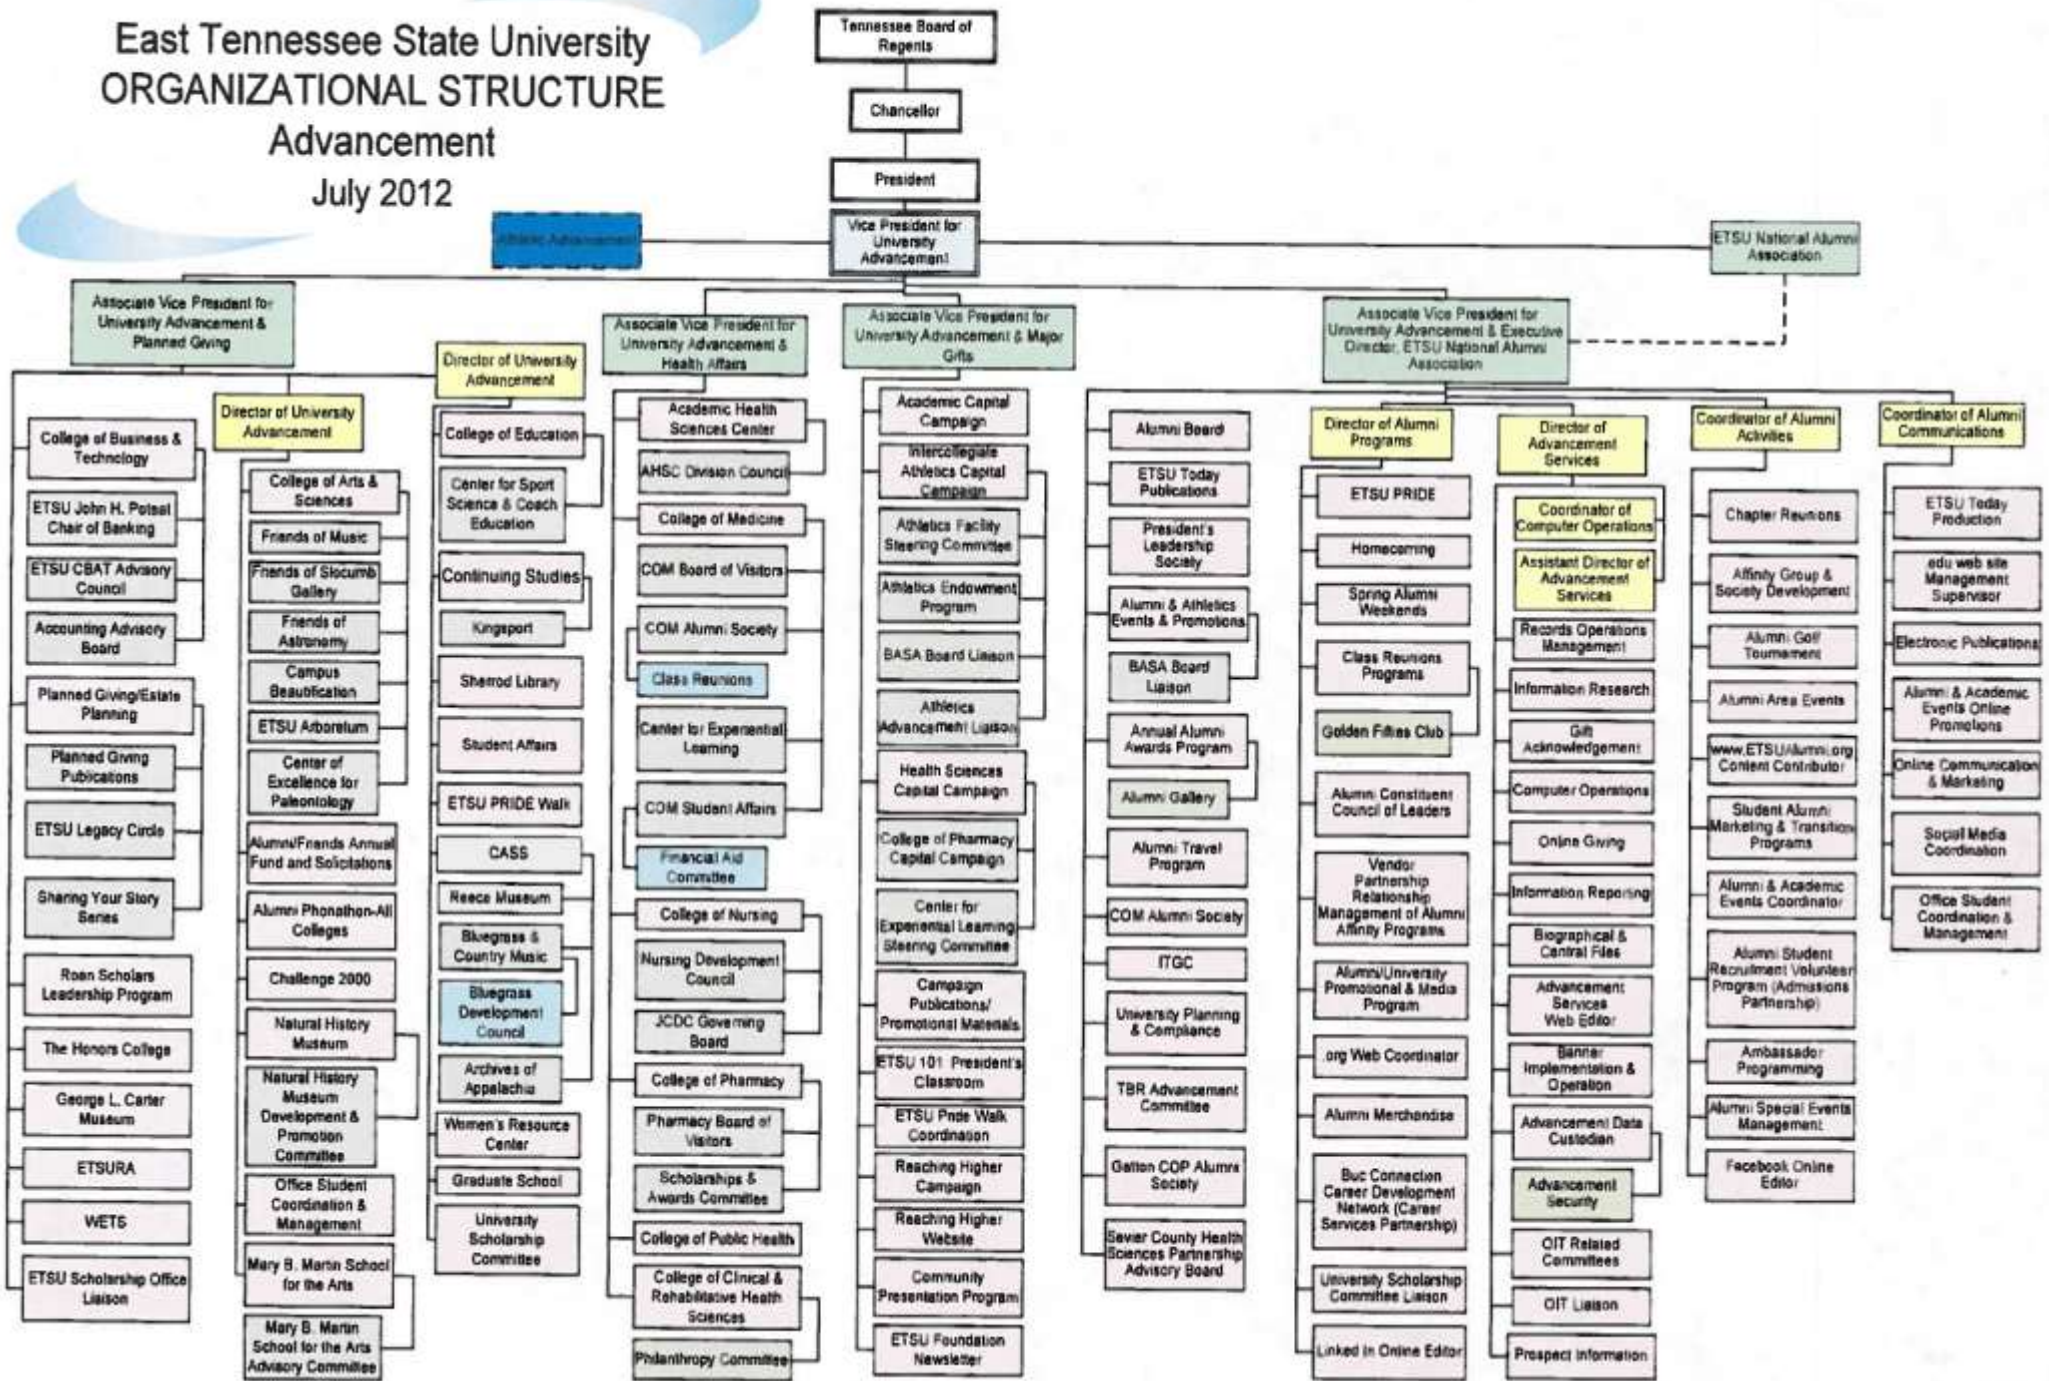 East Tennessee State University
ORGANIZATIONAL STRUCTURE
Advancement
July 2012
Tennessee Board of
Regents
Chancellor
President
Vice President for
University
Advancement
Athletic Advancement
ETSU National Alumni
Association
Associate Vice President for
University Advancement &
Planned Giving
College of Business &
Technology
ETSU John H. Poteat
Chair of Banking
ETSU CBAT Advisory
Council
Accounting Advisory
Board
Planned Giving/Estate
Planning
Planned Giving
Publications
ETSU Legacy Circle
Sharing Your Story
Series
Roan Scholars
Leadership Program
The Honors College
George L. Carter
Museum
ETSURA
WETS
ETSU Scholarship Office
Liaison
Director of University
Advancement
College of Arts &
Sciences
Friends of Music
Friends of Slocumb
Gallery
Friends of
Astronomy
Campus
Beautification
ETSU Arboretum
Center of
Excellence for
Paleontology
Alumni/Friends Annual
Fund and Solicitations
Alumni Phonathon-All
Colleges
Challenge 2000
Natural History
Museum
Natural History
Museum
Development &
Promotion
Committee
Office Student
Coordination &
Management
Mary B. Martin School
for the Arts
Mary B. Martin
School for the Arts
Advisory Committee
Director of University
Advancement
College of Education
Center for Sport
Science & Coach
Education
Continuing Studies
Kingsport
Sherrod Library
Student Affairs
ETSU PRIDE Walk
CASS
Reece Museum
Bluegrass &
Country Music
Bluegrass
Development
Council
Archives of
Appalachia
Women's Resource
Center
Graduate School
University
Scholarship
Committee
Associate Vice President for
University Advancement &
Health Affairs
Academic Health
Sciences Center
AHSC Division Council
College of Medicine
COM Board of Visitors
COM Alumni Society
Class Reunions
Center for Experiential
Learning
COM Student Affairs
Financial Aid
Committee
College of Nursing
Nursing Development
Council
JCDC Governing
Board
College of Pharmacy
Pharmacy Board of
Visitors
Scholarships &
Awards Committee
College of Public Health
College of Clinical &
Rehabilitative Health
Sciences
Philanthropy Committee
Associate Vice President for
University Advancement & Major
Gifts
Academic Capital
Campaign
Intercollegiate
Athletics Capital
Campaign
Athletics Facility
Steering Committee
Athletics Endowment
Program
BASA Board Liaison
Athletics
Advancement Liaison
Health Sciences
Capital Campaign
College of Pharmacy
Capital Campaign
Center for
Experiential Learning
Steering Committee
Campaign
Publications/
Promotional Materials
ETSU 101 President's
Classroom
ETSU Pride Walk
Coordination
Reaching Higher
Campaign
Reaching Higher
Website
Community
Presentation Program
ETSU Foundation
Newsletter
Associate Vice President for
University Advancement & Executive
Director, ETSU National Alumni
Association
Alumni Board
ETSU Today
Publications
President's
Leadership
Society
Alumni & Athletics
Events & Promotions
BASA Board
Liaison
Annual Alumni
Awards Program
Alumni Gallery
Alumni Travel
Program
COM Alumni Society
ITGC
University Planning
& Compliance
TBR Advancement
Committee
Gatton COP Alumni
Society
Sevier County Health
Sciences Partnership
Advisory Board
Director of Alumni
Programs
ETSU PRIDE
Homecoming
Spring Alumni
Weekends
Class Reunions
Programs
Golden Fifties Club
Alumni Constituent
Council of Leaders
Vendor
Partnership
Relationship
Management of Alumni
Affinity Programs
Alumni/University
Promotional & Media
Program
.org Web Coordinator
Alumni Merchandise
Buc Connection
Career Development
Network (Career
Services Partnership)
University Scholarship
Committee Liaison
Linked In Online Editor
Director of
Advancement
Services
Coordinator of
Computer Operations
Assistant Director of
Advancement
Services
Records Operations
Management
Information Research
Gift
Acknowledgement
Computer Operations
Online Giving
Information Reporting
Biographical &
Central Files
Advancement
Services
Web Editor
Banner
Implementation &
Operation
Advancement Data
Custodian
Advancement
Security
OIT Related
Committees
OIT Liaison
Prospect Information
Coordinator of Alumni
Activities
Chapter Reunions
Affinity Group &
Society Development
Alumni Golf
Tournament
Alumni Area Events
www.ETSUAlumni.org
Content Contributor
Student Alumni
Marketing & Transition
Programs
Alumni & Academic
Events Coordinator
Alumni Student
Recruitment Volunteer
Program (Admissions
Partnership)
Ambassador
Programming
Alumni Special Events
Management
Facebook Online
Editor
Coordinator of Alumni
Communications
ETSU Today
Production
edu web site
Management
Supervisor
Electronic Publications
Alumni & Academic
Events Online
Promotions
Online Communication
& Marketing
Social Media
Coordination
Office Student
Coordination &
Management